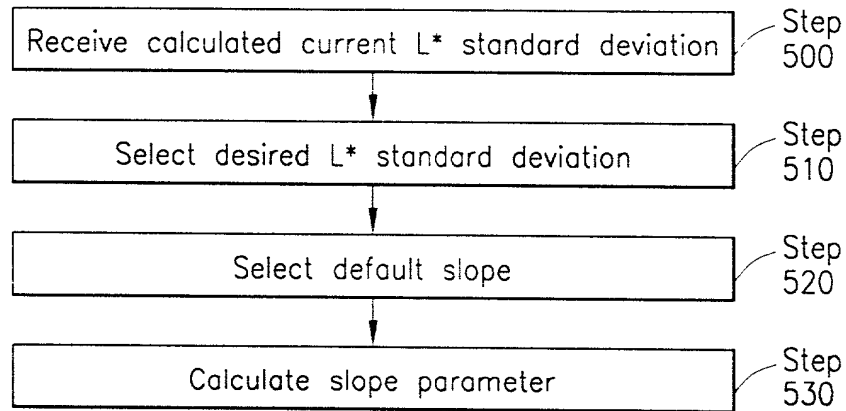 Receive calculated current L* standard deviation
Step
500
Select desired L* standard deviation
Step
510
Select default slope
Step
520
Calculate slope parameter
Step
530